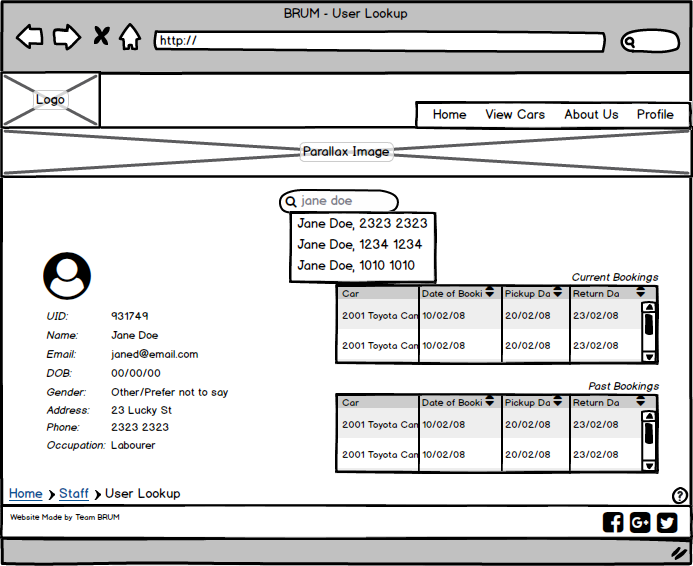 BRUM - User Lookup
http://
Logo
Home View Cars About Us Profile
Parallax Image
jane doe
Jane Doe, 2323 2323
Jane Doe, 1234 1234
Jane Doe, 1010 1010
UID: 931749
Name: Jane Doe
Email: janed@email.com
DOB: 00/00/00
Gender: Other/Prefer not to say
Address: 23 Lucky St
Phone: 2323 2323
Occupation: Labourer
Current Bookings
Car Date of Booki Pickup Da Return Da
2001 Toyota Cam 10/02/08 20/02/08 23/02/08
2001 Toyota Cam 10/02/08 20/02/08 23/02/08
Past Bookings
Car Date of Booki Pickup Da Return Da
2001 Toyota Cam 10/02/08 20/02/08 23/02/08
2001 Toyota Cam 10/02/08 20/02/08 23/02/08
Home Staff User Lookup
?
Website Made by Team BRUM
f G+